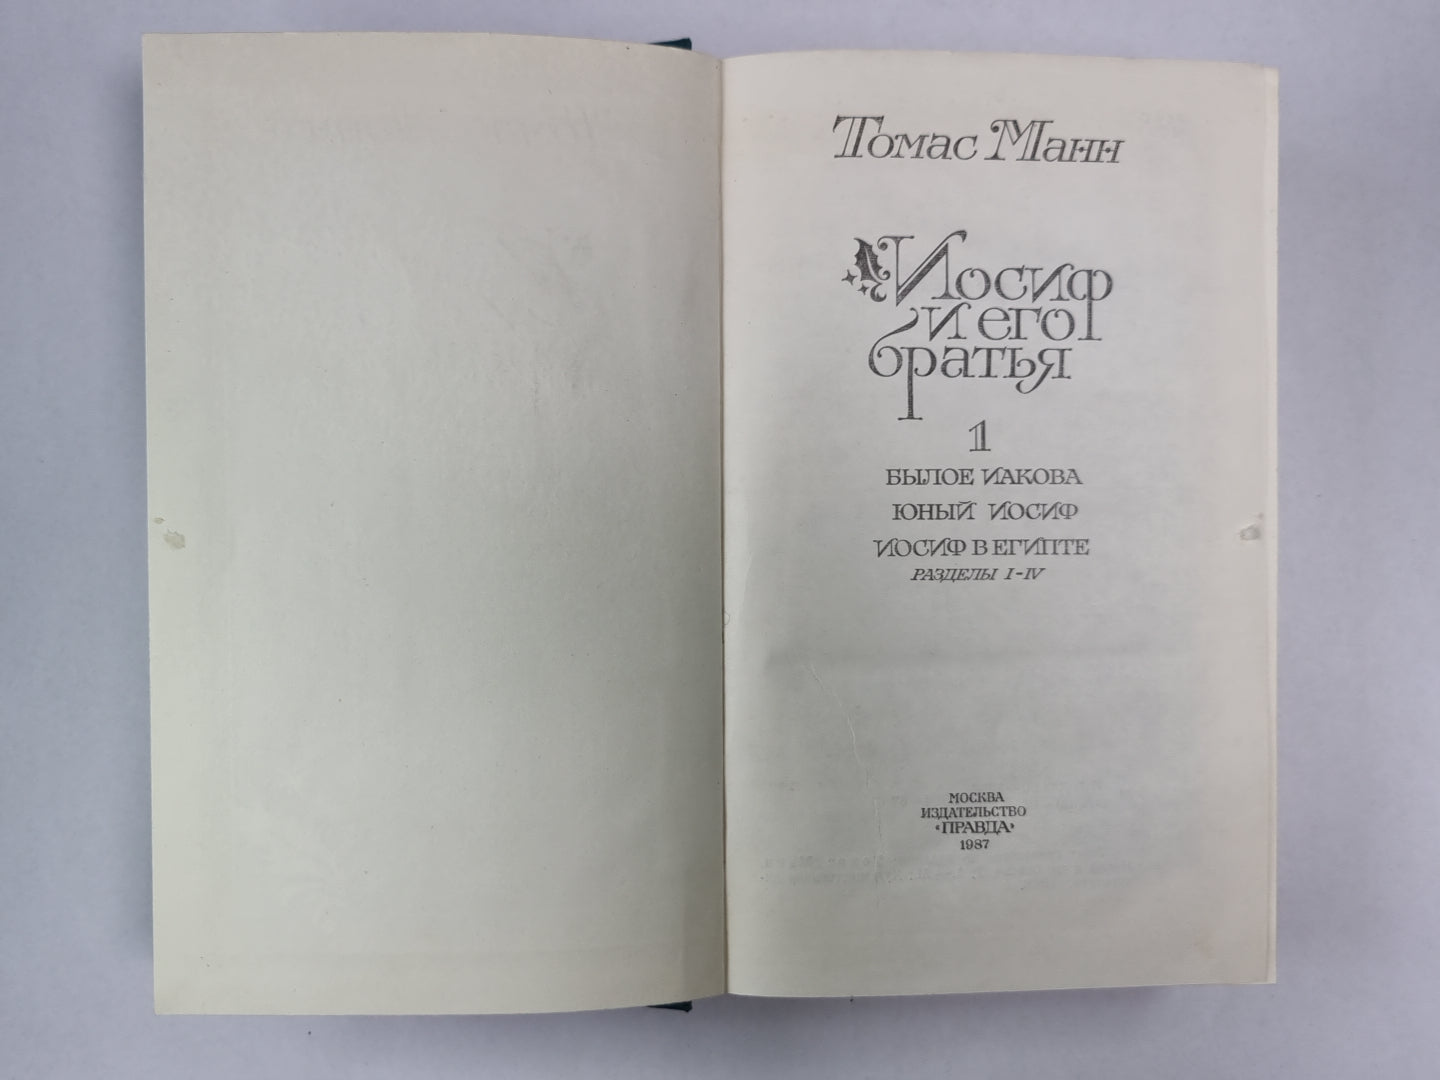 Томас Манн
Иосиф
и его
братья
1
БЫЛОЕ ИАКОВА
ЮНЫЙ ИОСИФ
ИОСИФ В ЕГИПТЕ
РАЗДЕЛЫ I-IV
МОСКВА
ИЗДАТЕЛЬСТВО
«ПРАВДА»
1987